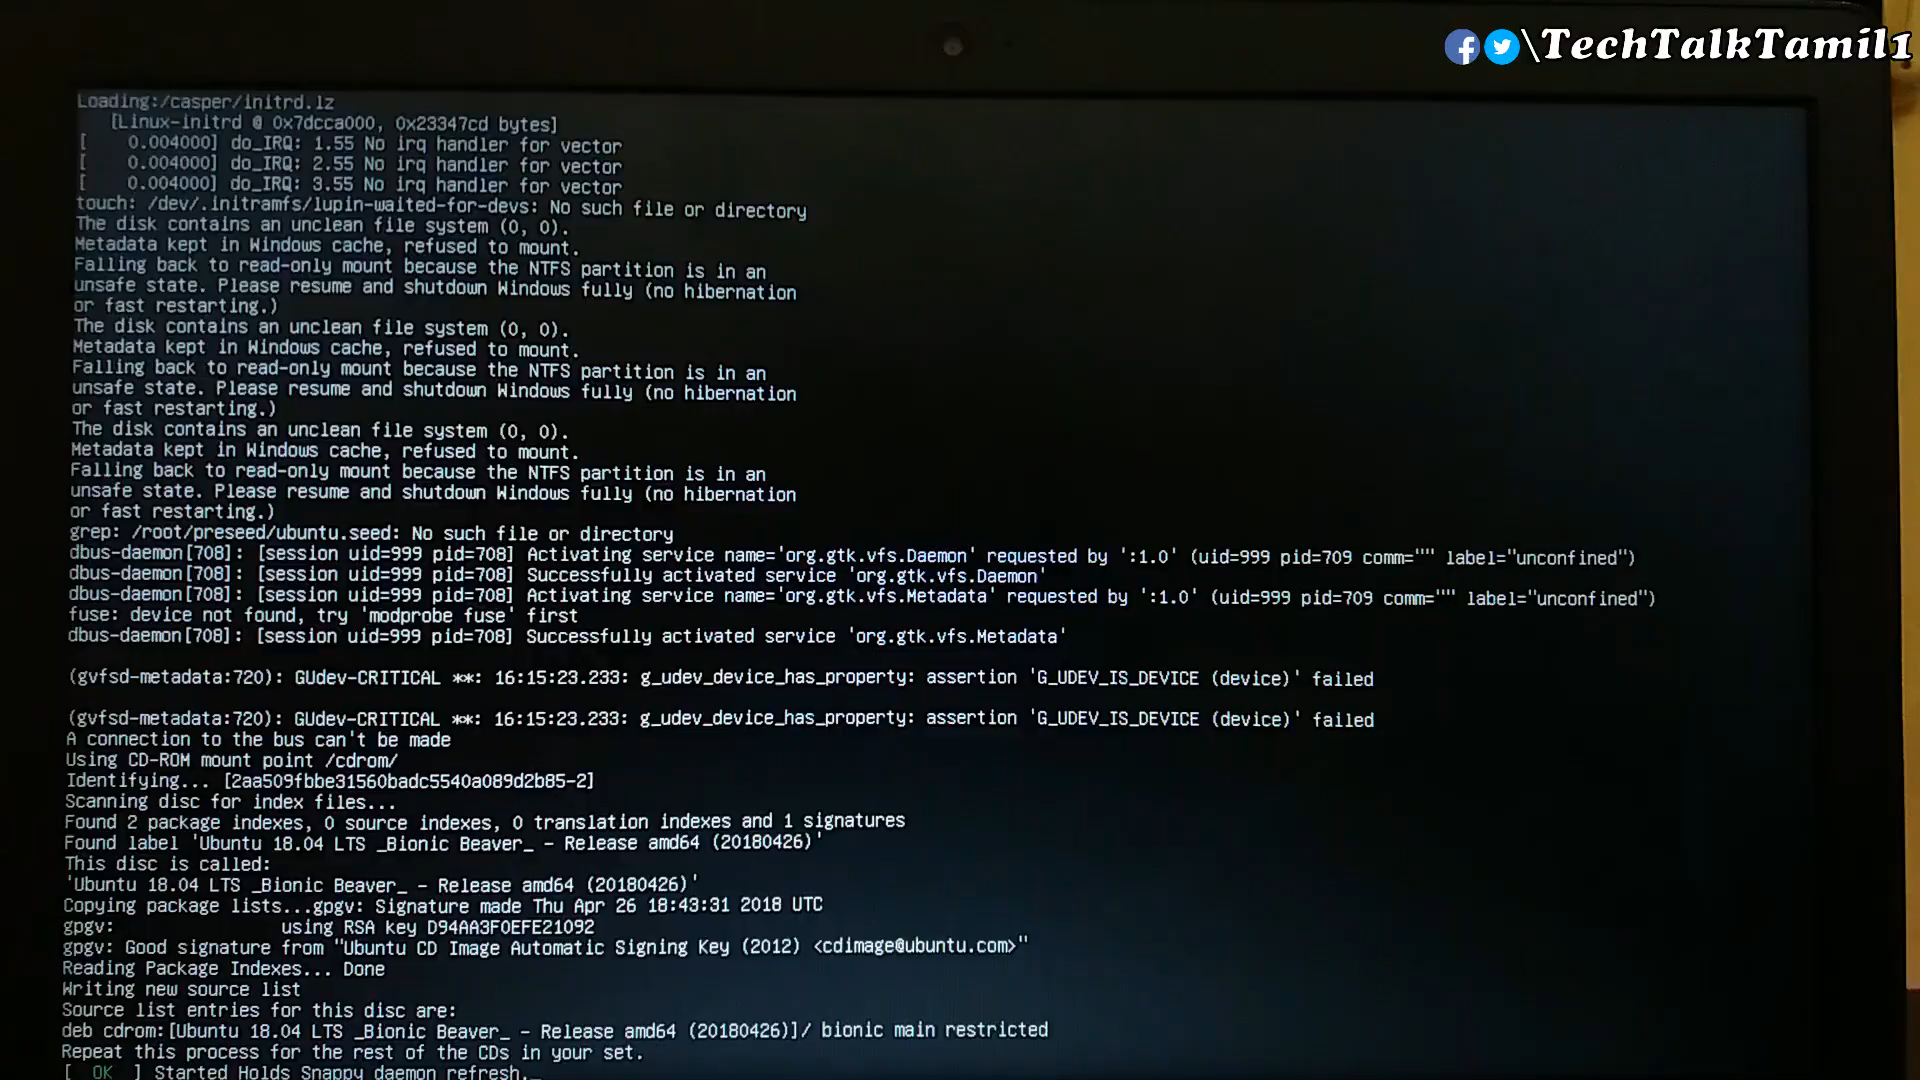 \TechTalkTamil1
Loading:/casper/initrd.lz
[Linux-initrd @ 0x7dcca000, 0x23347cd bytes]
[    0.004000] do_IRQ: 1.55 No irq handler for vector
[    0.004000] do_IRQ: 2.55 No irq handler for vector
[    0.004000] do_IRQ: 3.55 No irq handler for vector
touch: /dev/.initramfs/lupin-waited-for-devs: No such file or directory
The disk contains an unclean file system (0, 0).
Metadata kept in Windows cache, refused to mount.
Falling back to read-only mount because the NTFS partition is in an
unsafe state. Please resume and shutdown Windows fully (no hibernation
or fast restarting.)
The disk contains an unclean file system (0, 0).
Metadata kept in Windows cache, refused to mount.
Falling back to read-only mount because the NTFS partition is in an
unsafe state. Please resume and shutdown Windows fully (no hibernation
or fast restarting.)
The disk contains an unclean file system (0, 0).
Metadata kept in Windows cache, refused to mount.
Falling back to read-only mount because the NTFS partition is in an
unsafe state. Please resume and shutdown Windows fully (no hibernation
or fast restarting.)
grep: /root/preseed/ubuntu.seed: No such file or directory
dbus-daemon[708]: [session uid=999 pid=708] Activating service name='org.gtk.vfs.Daemon' requested by ':1.0' (uid=999 pid=709 comm="" label="unconfined")
dbus-daemon[708]: [session uid=999 pid=708] Successfully activated service 'org.gtk.vfs.Daemon'
dbus-daemon[708]: [session uid=999 pid=708] Activating service name='org.gtk.vfs.Metadata' requested by ':1.0' (uid=999 pid=709 comm="" label="unconfined")
fuse: device not found, try 'modprobe fuse' first
dbus-daemon[708]: [session uid=999 pid=708] Successfully activated service 'org.gtk.vfs.Metadata'
(gvfsd-metadata:720): GUdev-CRITICAL **: 16:15:23.233: g_udev_device_has_property: assertion 'G_UDEV_IS_DEVICE (device)' failed
(gvfsd-metadata:720): GUdev-CRITICAL **: 16:15:23.233: g_udev_device_has_property: assertion 'G_UDEV_IS_DEVICE (device)' failed
A connection to the bus can't be made
Using CD-ROM mount point /cdrom/
Identifying... [2aa509fbbe31560badc5540a089d2b85-2]
Scanning disc for index files...
Found 2 package indexes, 0 source indexes, 0 translation indexes and 1 signatures
Found label 'Ubuntu 18.04 LTS _Bionic Beaver_ - Release amd64 (20180426)'
This disc is called:
'Ubuntu 18.04 LTS _Bionic Beaver_ - Release amd64 (20180426)'
Copying package lists...gpgv: Signature made Thu Apr 26 18:43:31 2018 UTC
gpgv:                using RSA key D94AA3F0EFE21092
gpgv: Good signature from "Ubuntu CD Image Automatic Signing Key (2012) <cdimage@ubuntu.com>"
Reading Package Indexes... Done
Writing new source list
Source list entries for this disc are:
deb cdrom:[Ubuntu 18.04 LTS _Bionic Beaver_ - Release amd64 (20180426)]/ bionic main restricted
Repeat this process for the rest of the CDs in your set.
[  OK  ] Started Holds Snappy daemon refresh._